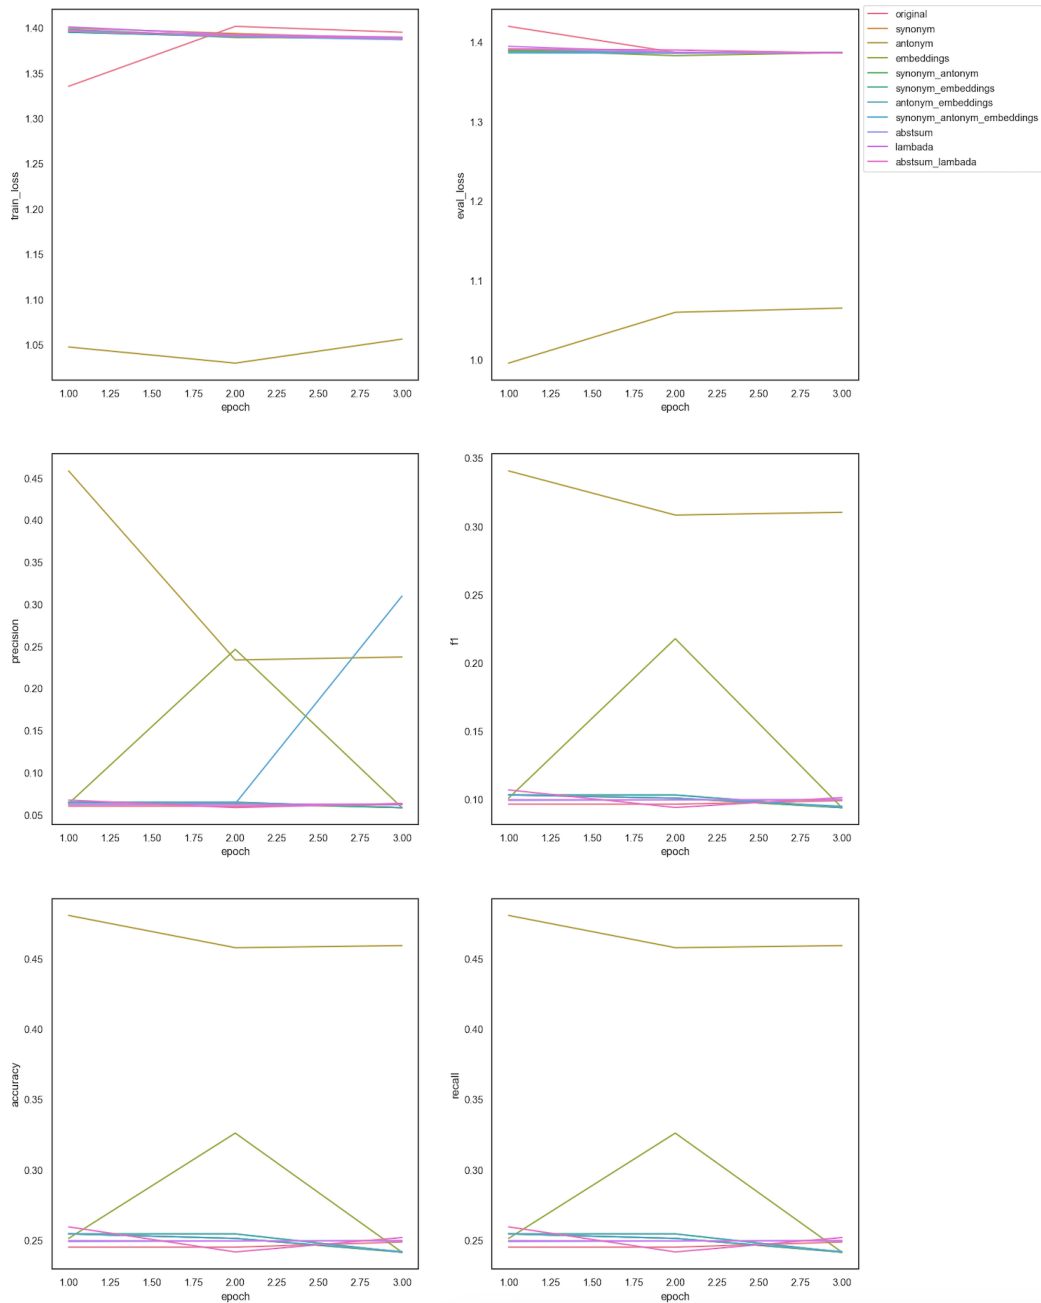 original
synonym
antonym
embeddings
synonym_antonym
synonym_embeddings
antonym_embeddings
synonym_antonym_embeddings
abstsum
lambada
abstsum_lambada
train_loss
1.40
1.35
1.30
1.25
1.20
1.15
1.10
1.05
1.00 1.25 1.50 1.75 2.00 2.25 2.50 2.75 3.00
epoch
eval_loss
1.4
1.3
1.2
1.1
1.0
1.00 1.25 1.50 1.75 2.00 2.25 2.50 2.75 3.00
epoch
precision
0.45
0.40
0.35
0.30
0.25
0.20
0.15
0.10
0.05
1.00 1.25 1.50 1.75 2.00 2.25 2.50 2.75 3.00
epoch
f1
0.35
0.30
0.25
0.20
0.15
0.10
1.00 1.25 1.50 1.75 2.00 2.25 2.50 2.75 3.00
epoch
accuracy
0.45
0.40
0.35
0.30
0.25
1.00 1.25 1.50 1.75 2.00 2.25 2.50 2.75 3.00
epoch
recall
0.45
0.40
0.35
0.30
0.25
1.00 1.25 1.50 1.75 2.00 2.25 2.50 2.75 3.00
epoch